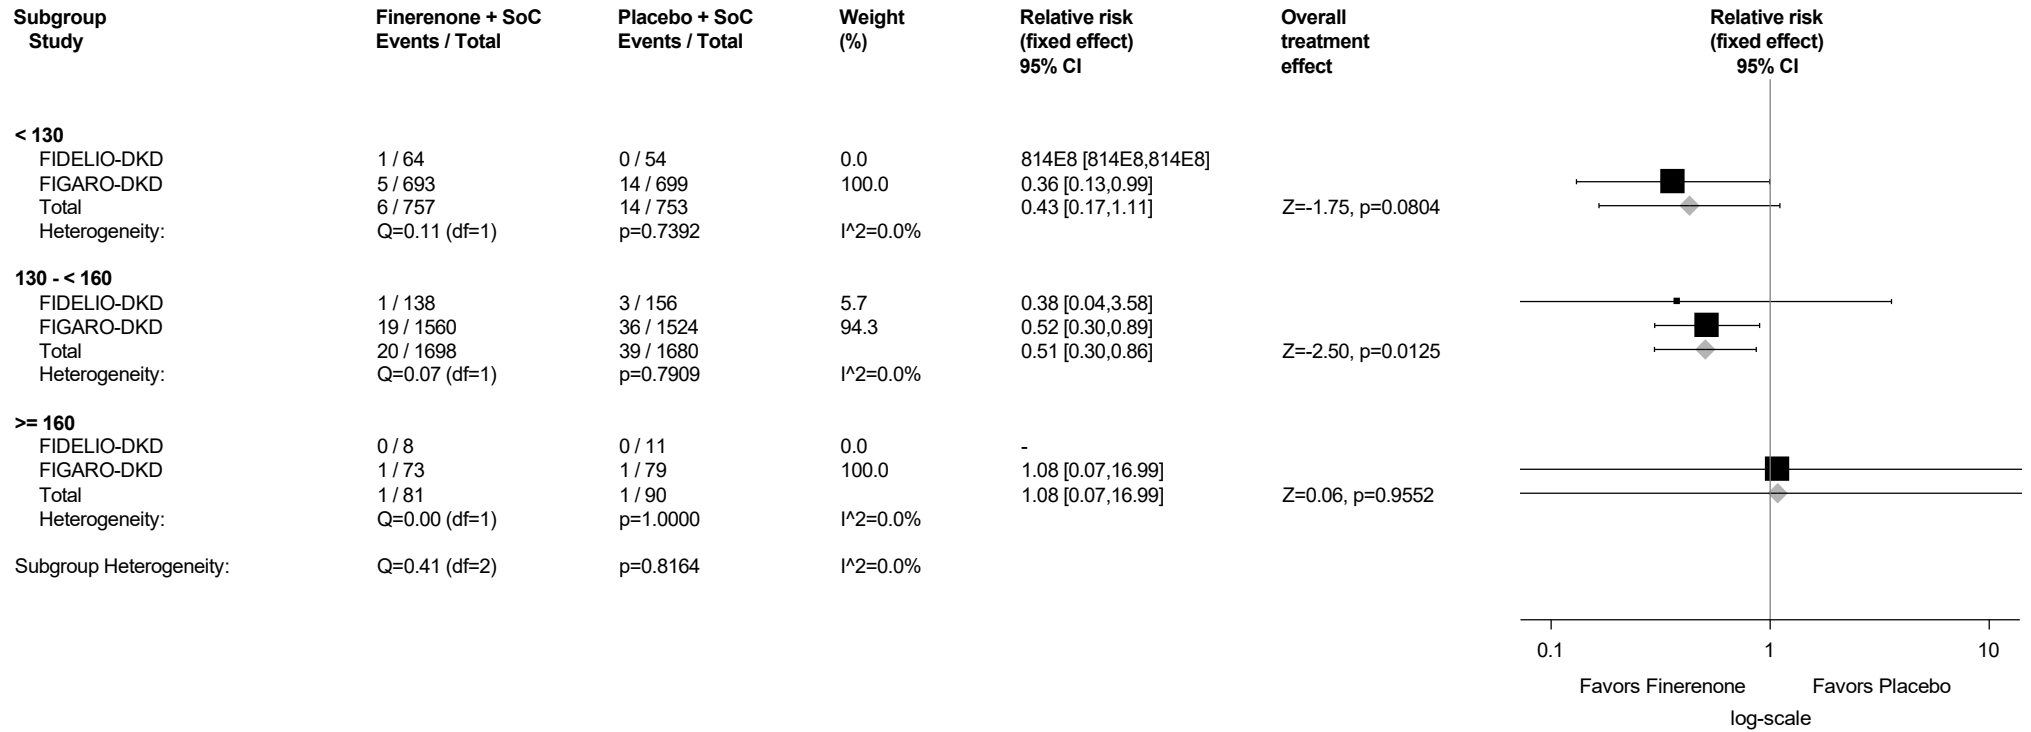 Subgroup Finerenone + SoC Placebo + SoC Weight Relative risk Overall Relative risk
Study Events / Total Events / Total (%) (fixed effect) treatment (fixed effect)
95% CI effect 95% CI
< 130
FIDELIO-DKD 1 / 64 0 / 54 0.0 814E8 [814E8,814E8]
FIGARO-DKD 5 / 693 14 / 699 100.0 0.36 [0.13,0.99]
Total 6 / 757 14 / 753 0.43 [0.17,1.11] Z=-1.75, p=0.0804
Heterogeneity: Q=0.11 (df=1) p=0.7392 I^2=0.0%
130 - < 160
FIDELIO-DKD 1 / 138 3 / 156 5.7 0.38 [0.04,3.58]
FIGARO-DKD 19 / 1560 36 / 1524 94.3 0.52 [0.30,0.89]
Total 20 / 1698 39 / 1680 0.51 [0.30,0.86] Z=-2.50, p=0.0125
Heterogeneity: Q=0.07 (df=1) p=0.7909 I^2=0.0%
>= 160
FIDELIO-DKD 0 / 8 0 / 11 0.0 -
FIGARO-DKD 1 / 73 1 / 79 100.0 1.08 [0.07,16.99]
Total 1 / 81 1 / 90 1.08 [0.07,16.99] Z=0.06, p=0.9552
Heterogeneity: Q=0.00 (df=1) p=1.0000 I^2=0.0%
Subgroup Heterogeneity: Q=0.41 (df=2) p=0.8164 I^2=0.0%
0.1 1 10
Favors Finerenone Favors Placebo
log-scale